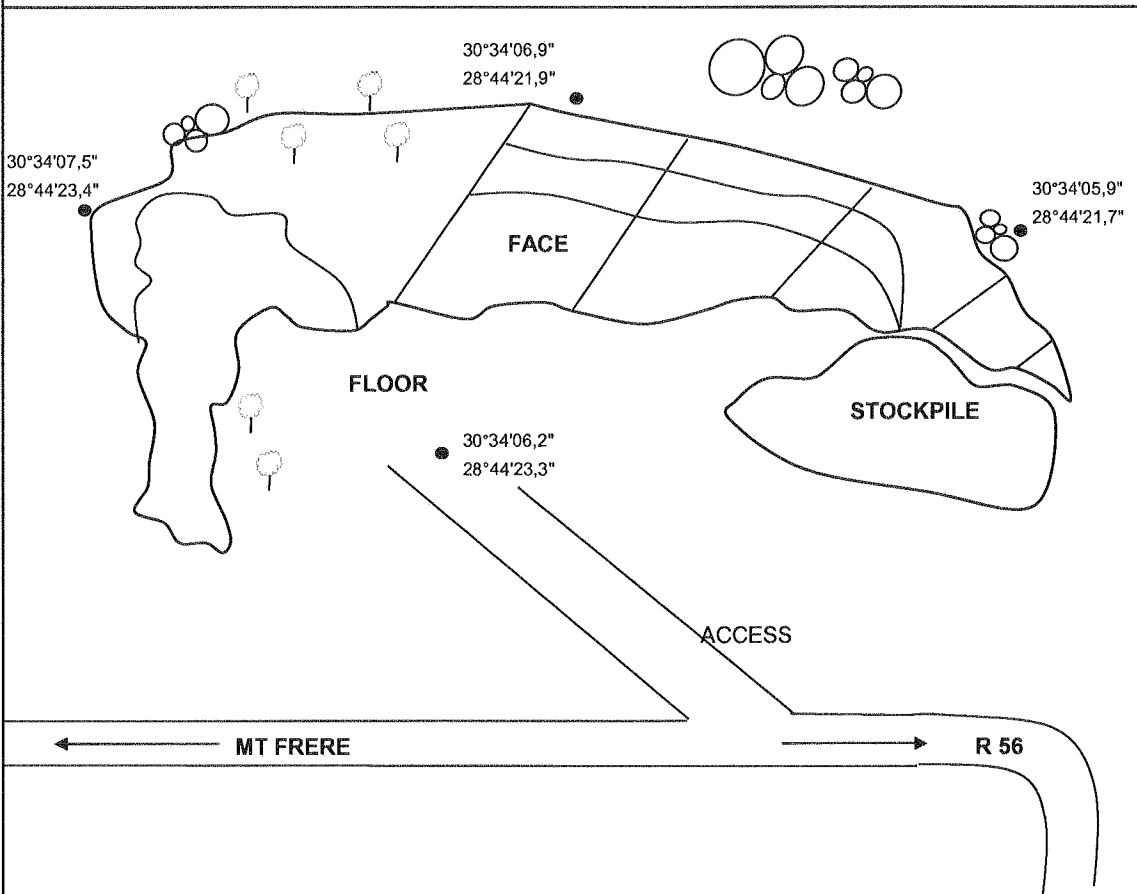 30°34'06,9"
28°44'21,9"
30°34'07,5"
28°44'23,4"
30°34'05,9"
28°44'21,7"
FACE
FLOOR
STOCKPILE
30°34'06,2"
28°44'23,3"
ACCESS
MT FRERE
R 56